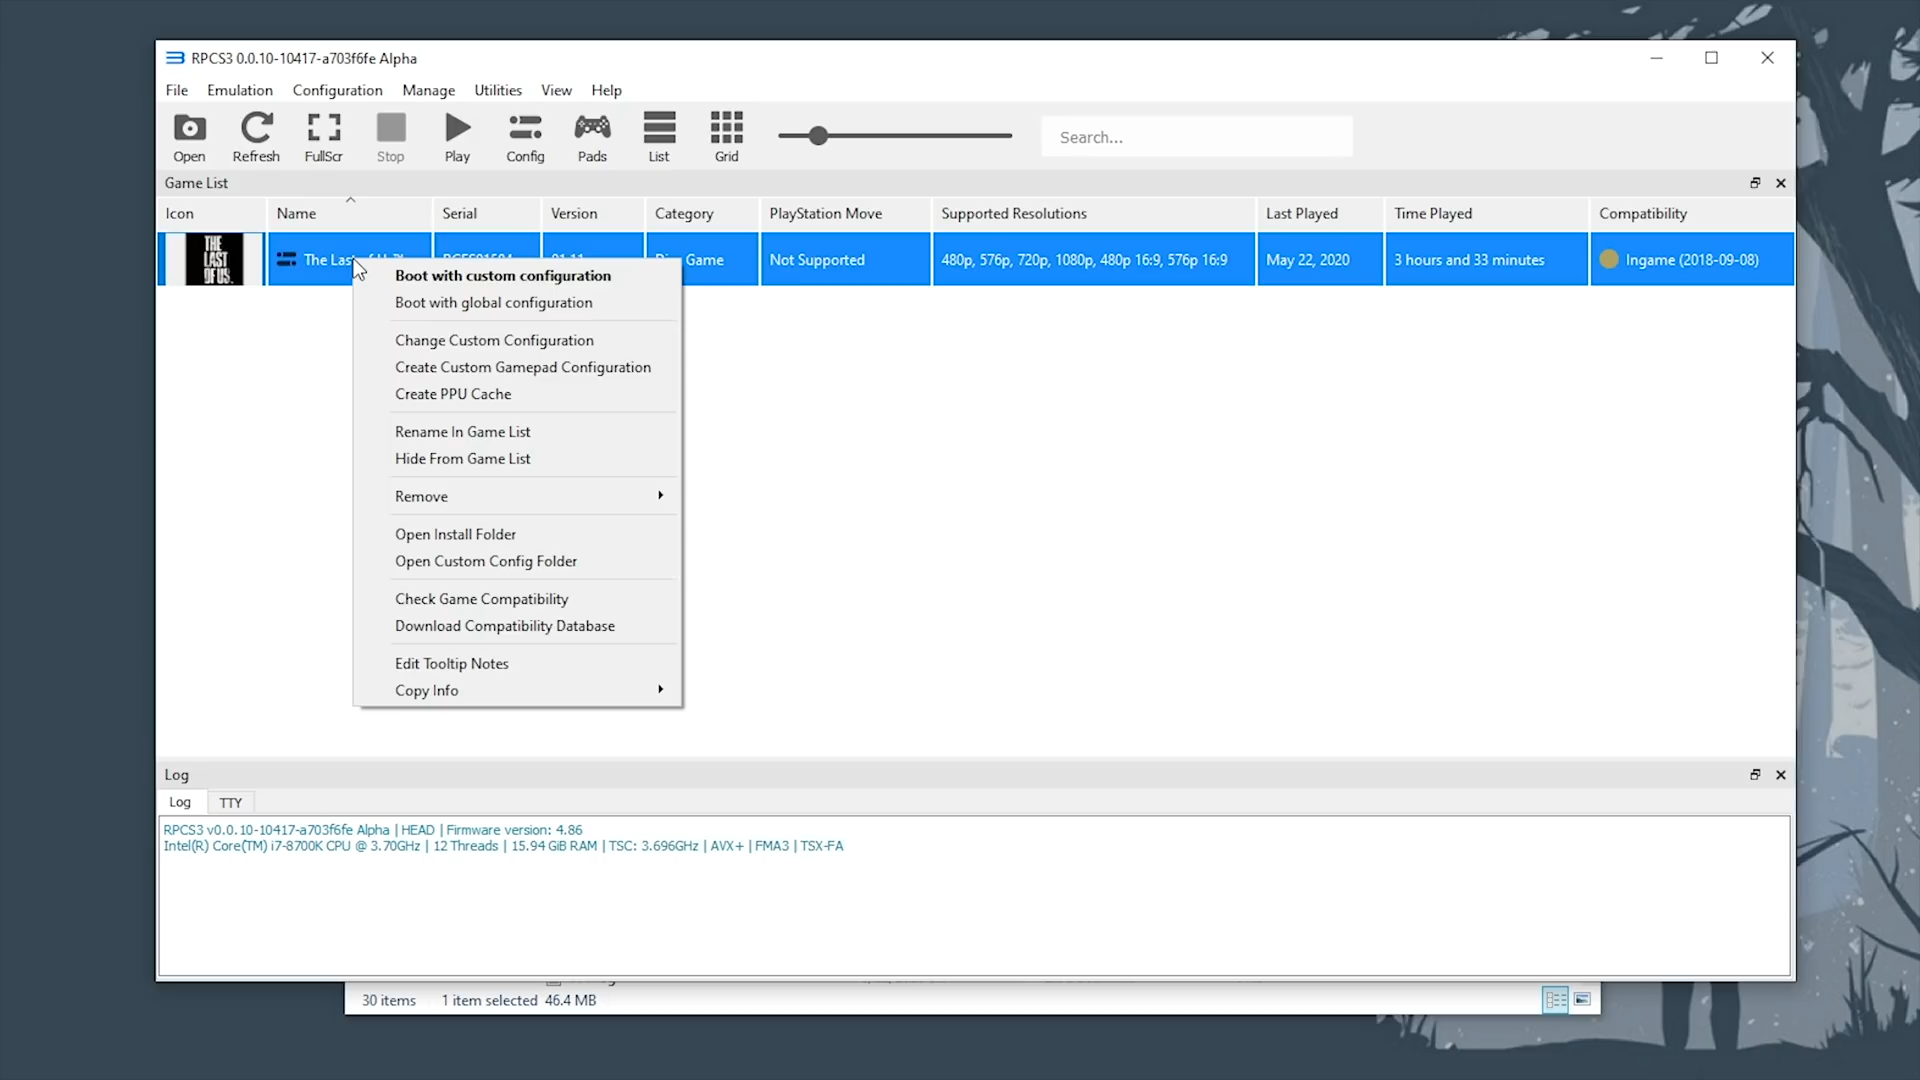 RPCS3 0.0.10-10417-a703f6fe Alpha
File Emulation Configuration Manage Utilities View Help
Open Refresh FullScr Stop Play Config Pads List Grid Search...
Game List
Icon Name Serial Version Category PlayStation Move Supported Resolutions Last Played Time Played Compatibility
THE LAST OF US. The Last Game Not Supported 480p, 576p, 720p, 1080p, 480p 16:9, 576p 16:9 May 22, 2020 3 hours and 33 minutes Ingame (2018-09-08)
Boot with custom configuration
Boot with global configuration
Change Custom Configuration
Create Custom Gamepad Configuration
Create PPU Cache
Rename In Game List
Hide From Game List
Remove
Open Install Folder
Open Custom Config Folder
Check Game Compatibility
Download Compatibility Database
Edit Tooltip Notes
Copy Info
Log
Log TTY
RPCS3 v0.0.10-10417-a703f6fe Alpha | HEAD | Firmware version: 4.86
Intel(R) Core(TM) i7-8700K CPU @ 3.70GHz | 12 Threads | 15.94 GiB RAM | TSC: 3.696GHz | AVX+ | FMA3 | TSX-FA
30 items 1 item selected 46.4 MB